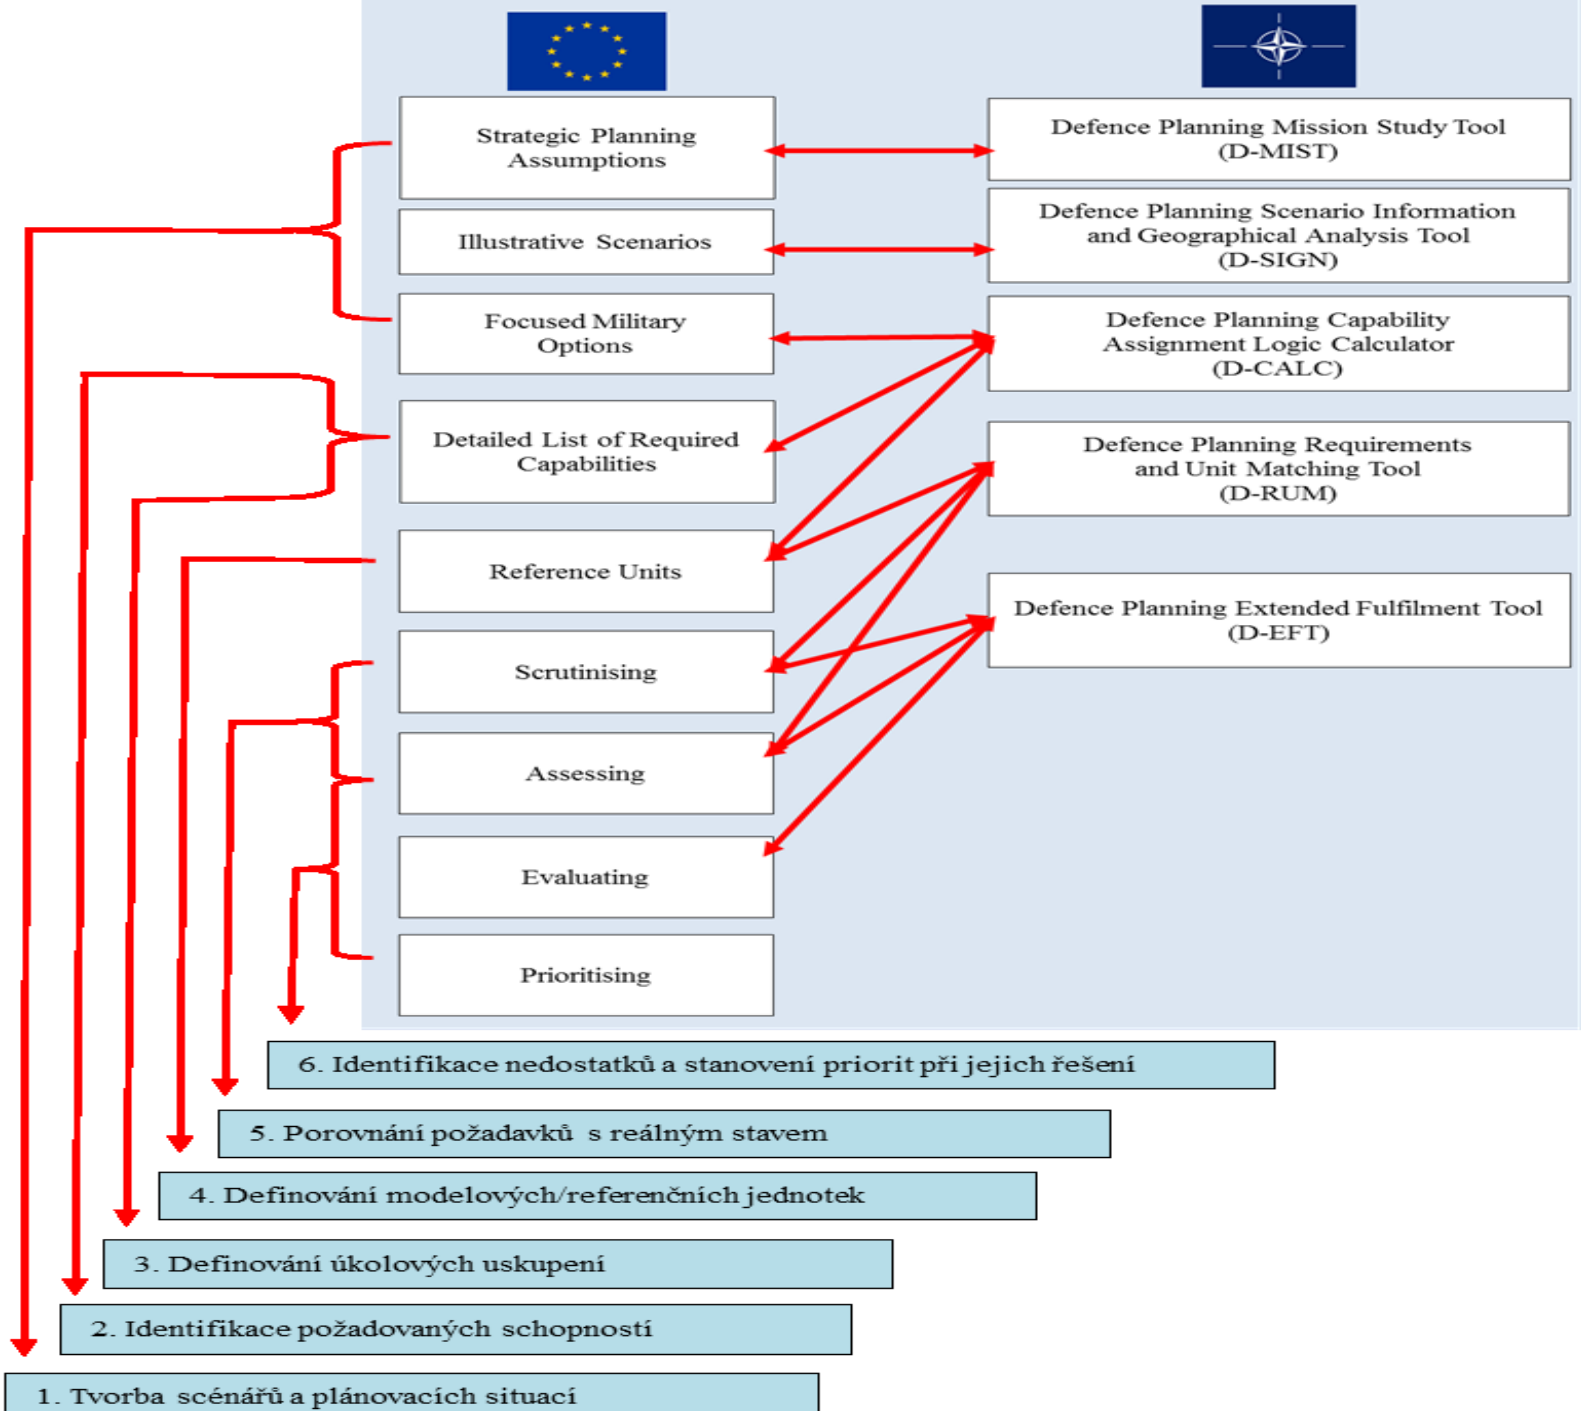 Strategic Planning
Assumptions
Illustrative Scenarios
Focused Military
Options
Detailed List of Required
Capabilities
Reference Units
Scrutinising
Assessing
Evaluating
Prioritising
Defence Planning Mission Study Tool
(D-MIST)
Defence Planning Scenario Information
and Geographical Analysis Tool
(D-SIGN)
Defence Planning Capability
Assignment Logic Calculator
(D-CALC)
Defence Planning Requirements
and Unit Matching Tool
(D-RUM)
Defence Planning Extended Fulfilment Tool
(D-EFT)
6. Identifikace nedostatků a stanovení priorit při jejich řešení
5. Porovnání požadavků s reálným stavem
4. Definování modelových/referenčních jednotek
3. Definování úkolových uskupení
2. Identifikace požadovaných schopností
1. Tvorba scénářů a plánovacích situací